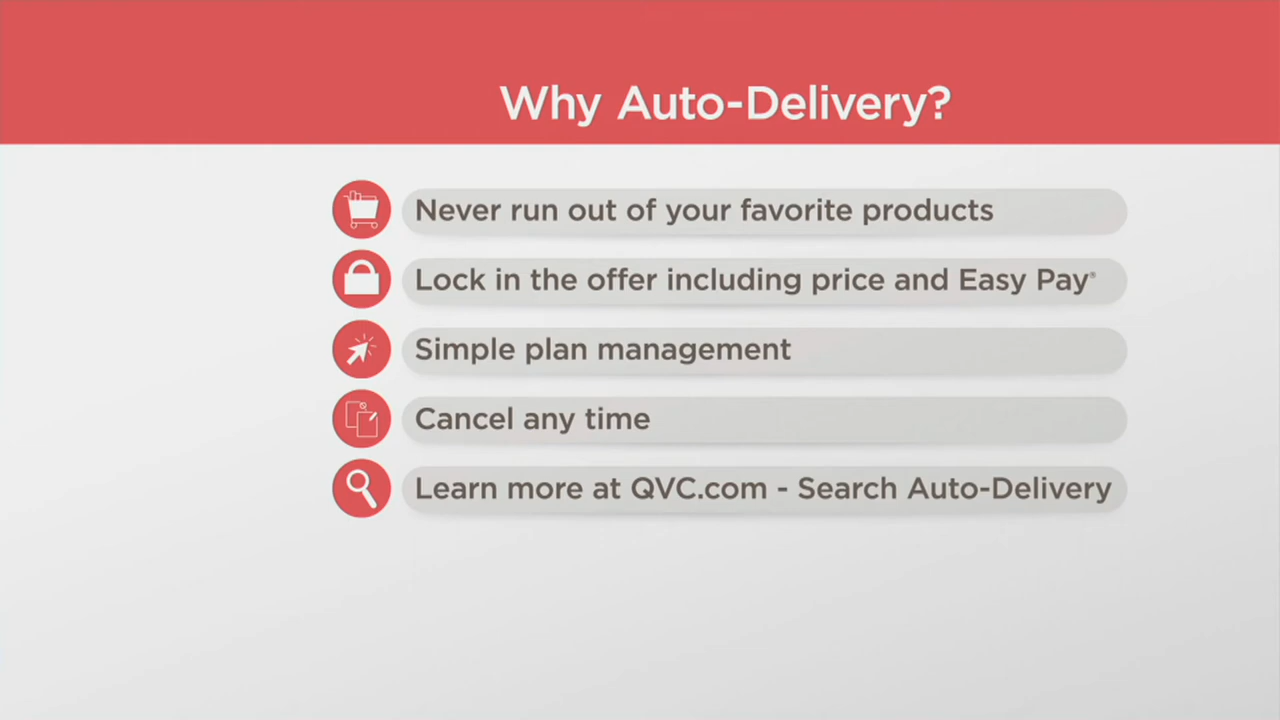 Why Auto-Delivery?
Never run out of your favorite products
Lock in the offer including price and Easy Pay®
Simple plan management
Cancel any time
Learn more at QVC.com - Search Auto-Delivery